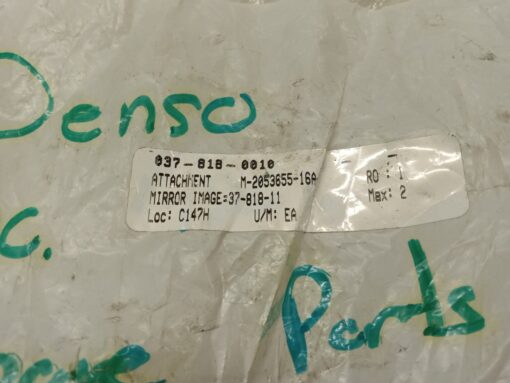 Denso
037-818-0010
ATTACHMENT M-2053655-16A RO : 1
MIRROR IMAGE=37-818-11 Max: 2
Loc: C147H U/M: EA
c.
Parts